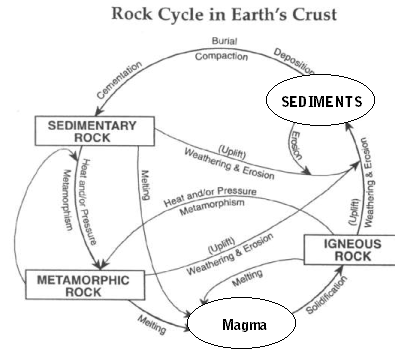 Rock Cycle in Earth's Crust
Burial
Compaction
Cementation
Deposition
SEDIMENTS
SEDIMENTARY
ROCK
Erosion
(Uplift)
Weathering & Erosion
(Uplift)
Weathering & Erosion
Heat and/or Pressure
Metamorphism
Melting
Heat and/or Pressure
Metamorphism
(Uplift)
Weathering & Erosion
IGNEOUS
ROCK
METAMORPHIC
ROCK
Melting
Melting
Magma
Solidification